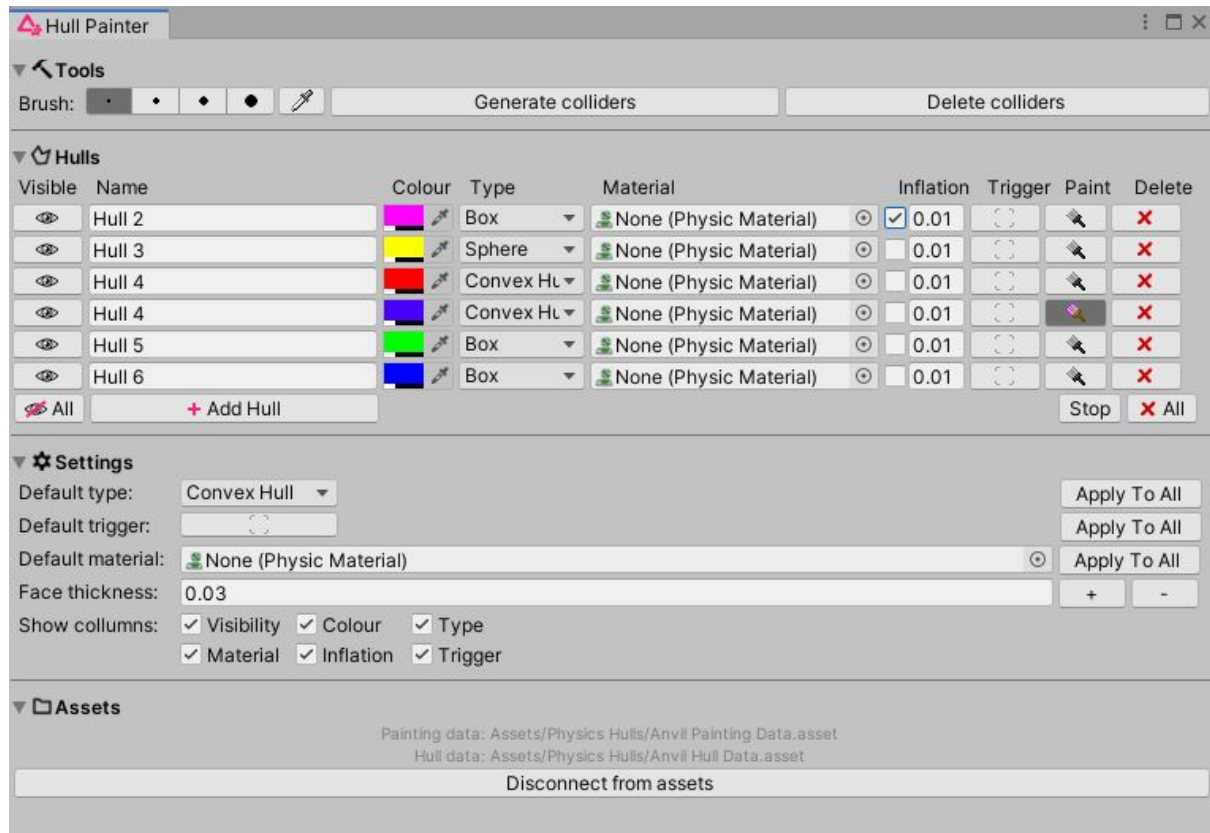 Hull Painter
Tools
Brush: Generate colliders Delete colliders
Hulls
Visible Name Colour Type Material Inflation Trigger Paint Delete
Hull 2 Box None (Physic Material) 0.01
Hull 3 Sphere None (Physic Material) 0.01
Hull 4 Convex Hu None (Physic Material) 0.01
Hull 4 Convex Hu None (Physic Material) 0.01
Hull 5 Box None (Physic Material) 0.01
Hull 6 Box None (Physic Material) 0.01
All + Add Hull Stop All
Settings
Default type: Convex Hull Apply To All
Default trigger: Apply To All
Default material: None (Physic Material) Apply To All
Face thickness: 0.03 + -
Show collumns: Visibility Colour Type
Material Inflation Trigger
Assets
Painting data: Assets/Physics Hulls/Anvil Painting Data.asset
Hull data: Assets/Physics Hulls/Anvil Hull Data.asset
Disconnect from assets